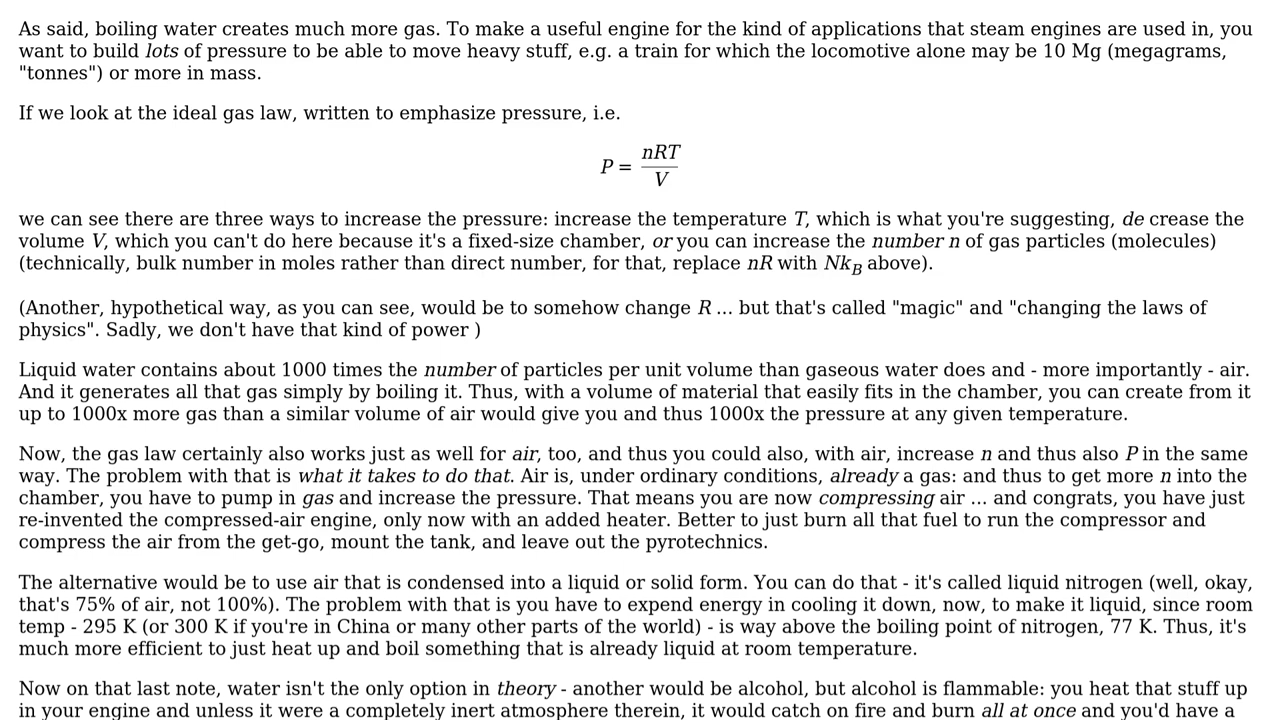 As said, boiling water creates much more gas. To make a useful engine for the kind of applications that steam engines are used in, you
want to build lots of pressure to be able to move heavy stuff, e.g. a train for which the locomotive alone may be 10 Mg (megagrams,
"tonnes") or more in mass.
If we look at the ideal gas law, written to emphasize pressure, i.e.
P = nRT / V
we can see there are three ways to increase the pressure: increase the temperature T, which is what you're suggesting, de crease the
volume V, which you can't do here because it's a fixed-size chamber, or you can increase the number n of gas particles (molecules)
(technically, bulk number in moles rather than direct number, for that, replace nR with Nk_B above).
(Another, hypothetical way, as you can see, would be to somehow change R ... but that's called "magic" and "changing the laws of
physics". Sadly, we don't have that kind of power )
Liquid water contains about 1000 times the number of particles per unit volume than gaseous water does and - more importantly - air.
And it generates all that gas simply by boiling it. Thus, with a volume of material that easily fits in the chamber, you can create from it
up to 1000x more gas than a similar volume of air would give you and thus 1000x the pressure at any given temperature.
Now, the gas law certainly also works just as well for air, too, and thus you could also, with air, increase n and thus also P in the same
way. The problem with that is what it takes to do that. Air is, under ordinary conditions, already a gas: and thus to get more n into the
chamber, you have to pump in gas and increase the pressure. That means you are now compressing air ... and congrats, you have just
re-invented the compressed-air engine, only now with an added heater. Better to just burn all that fuel to run the compressor and
compress the air from the get-go, mount the tank, and leave out the pyrotechnics.
The alternative would be to use air that is condensed into a liquid or solid form. You can do that - it's called liquid nitrogen (well, okay,
that's 75% of air, not 100%). The problem with that is you have to expend energy in cooling it down, now, to make it liquid, since room
temp - 295 K (or 300 K if you're in China or many other parts of the world) - is way above the boiling point of nitrogen, 77 K. Thus, it's
much more efficient to just heat up and boil something that is already liquid at room temperature.
Now on that last note, water isn't the only option in theory - another would be alcohol, but alcohol is flammable: you heat that stuff up
in your engine and unless it were a completely inert atmosphere therein, it would catch on fire and burn all at once and you'd have a